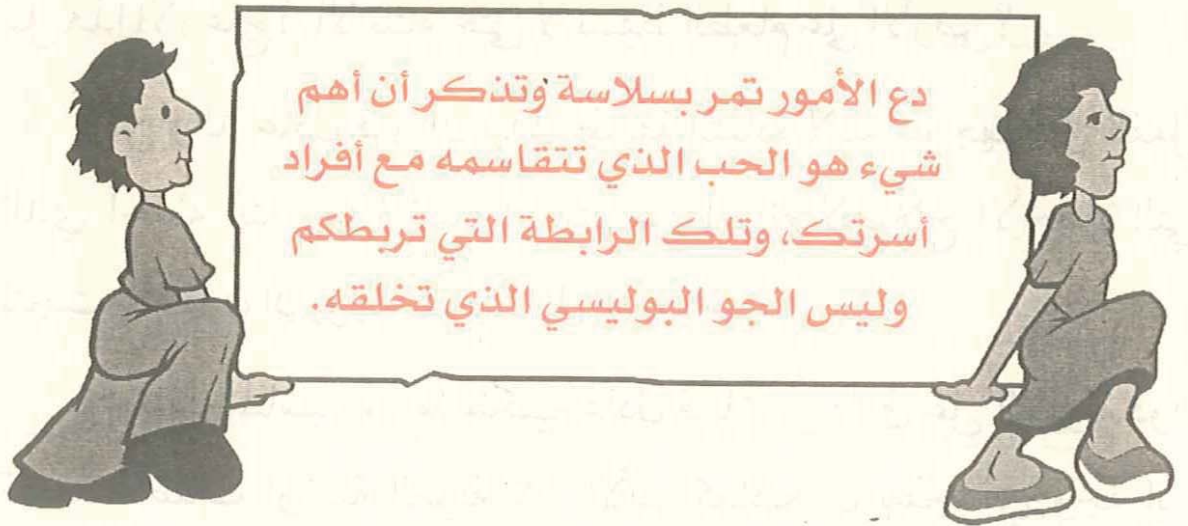 دع الأمور تمر بسلاسة وتذكر أن أهم
شيء هو الحب الذي تتقاسمه مع أفراد
أسرتك، وتلك الرابطة التي تربطكم
وليس الجو البوليسي الذي تخلقه.